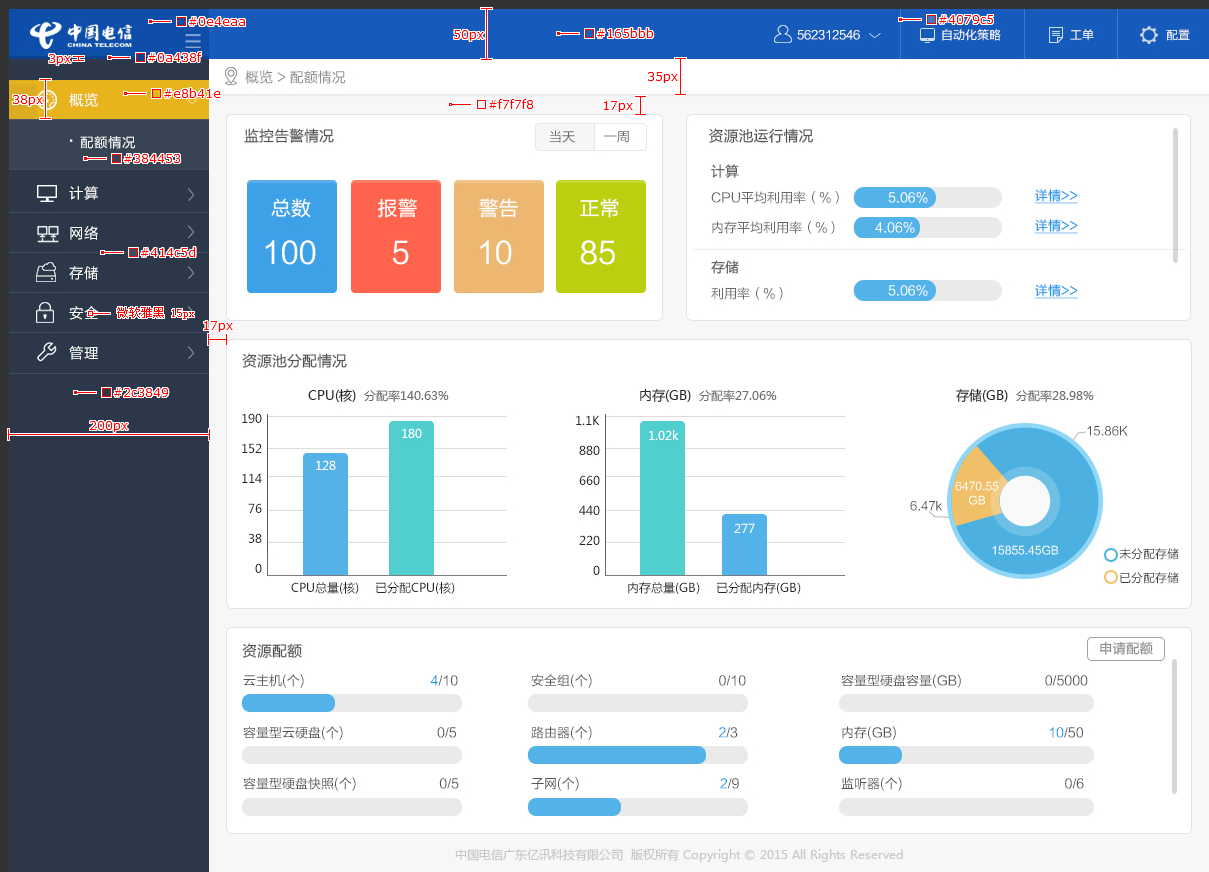 中国电信
CHINA TELECOM
#0e4eaa
50px
#165bbb
562312546
#4079c5
自动化策略
工单
配置
3px
#0a438f
概览 > 配额情况
35px
38px
概览
#e8b41e
#f7f7f8
17px
· 配额情况
#384453
计算
网络
#414c5d
存储
安全
微软雅黑 15px
管理
17px
#2c3849
200px
监控告警情况
当天
一周
总数
100
报警
5
警告
10
正常
85
资源池运行情况
计算
CPU平均利用率（%）
5.06%
详情>>
内存平均利用率（%）
4.06%
详情>>
存储
利用率（%）
5.06%
详情>>
资源池分配情况
CPU(核) 分配率140.63%
190
152
114
76
38
0
128
180
CPU总量(核)
已分配CPU(核)
内存(GB) 分配率27.06%
1.1K
880
660
440
220
0
1.02k
277
内存总量(GB)
已分配内存(GB)
存储(GB) 分配率28.98%
15.86K
6470.55
GB
6.47k
15855.45GB
未分配存储
已分配存储
资源配额
申请配额
云主机(个) 4/10
安全组(个) 0/10
容量型硬盘容量(GB) 0/5000
容量型云硬盘(个) 0/5
路由器(个) 2/3
内存(GB) 10/50
容量型硬盘快照(个) 0/5
子网(个) 2/9
监听器(个) 0/6
中国电信广东亿讯科技有限公司 版权所有 Copyright © 2015 All Rights Reserved